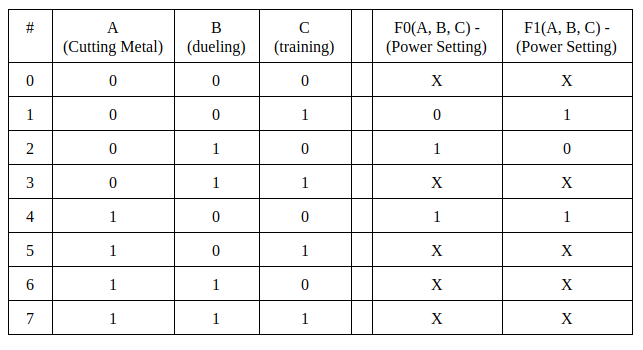 # A B C F0(A, B, C) - F1(A, B, C) -
(Cutting Metal) (dueling) (training) (Power Setting) (Power Setting)
0 0 0 0 X X
1 0 0 1 0 1
2 0 1 0 1 0
3 0 1 1 X X
4 1 0 0 1 1
5 1 0 1 X X
6 1 1 0 X X
7 1 1 1 X X